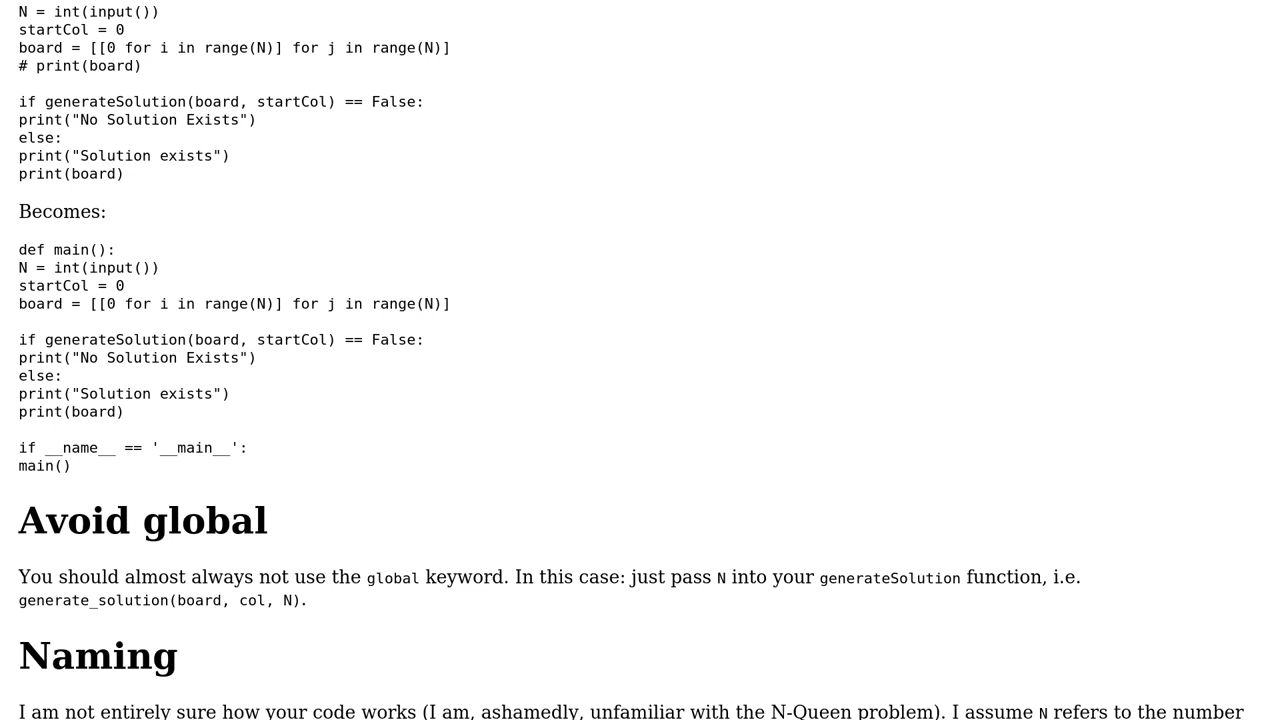 N = int(input())
startCol = 0
board = [[0 for i in range(N)] for j in range(N)]
# print(board)
if generateSolution(board, startCol) == False:
print("No Solution Exists")
else:
print("Solution exists")
print(board)
Becomes:
def main():
N = int(input())
startCol = 0
board = [[0 for i in range(N)] for j in range(N)]
if generateSolution(board, startCol) == False:
print("No Solution Exists")
else:
print("Solution exists")
print(board)
if __name__ == '__main__':
main()
Avoid global
You should almost always not use the global keyword. In this case: just pass N into your generateSolution function, i.e.
generate_solution(board, col, N).
Naming
I am not entirely sure how your code works (I am, ashamedly, unfamiliar with the N-Queen problem). I assume N refers to the number